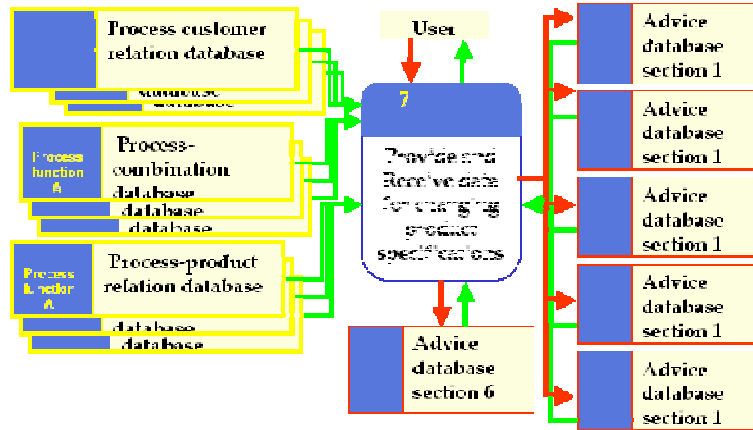 Process customer
relation database
database
database
Process
function
A
Process-
combination
database
database
database
Process
function
A
Process-product
relation database
database
database
User
7
Provide and
Receive data
for changing
product
specifications
Advice
database
section 6
Advice
database
section 1
Advice
database
section 1
Advice
database
section 1
Advice
database
section 1
Advice
database
section 1